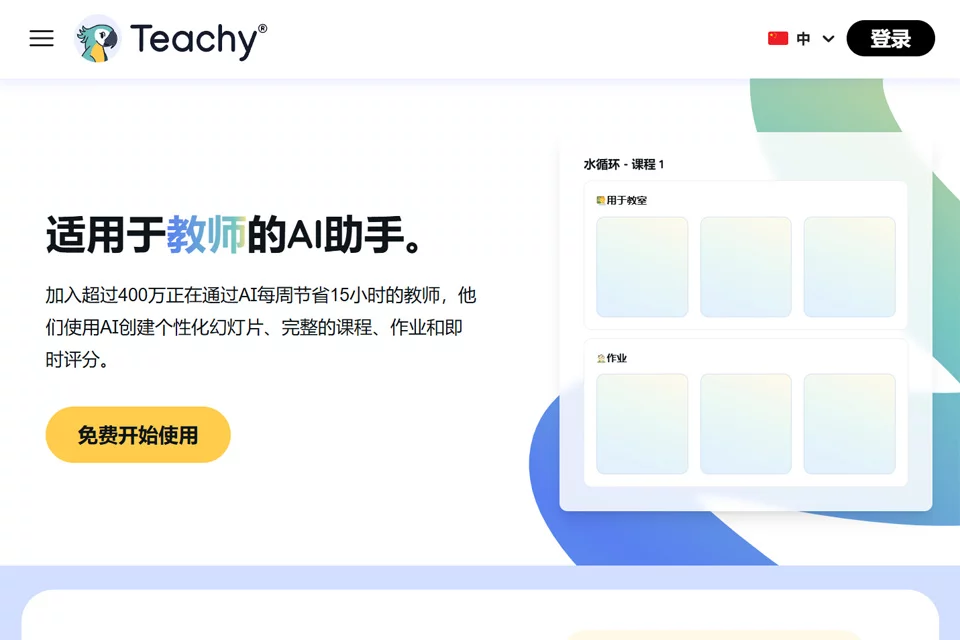 Teachy®
中
登录
水循环 - 课程 1
用于教室
适用于教师的AI助手。
加入超过400万正在通过AI每周节省15小时的教师，他
们使用AI创建个性化幻灯片、完整的课程、作业和即
时评分。
作业
免费开始使用